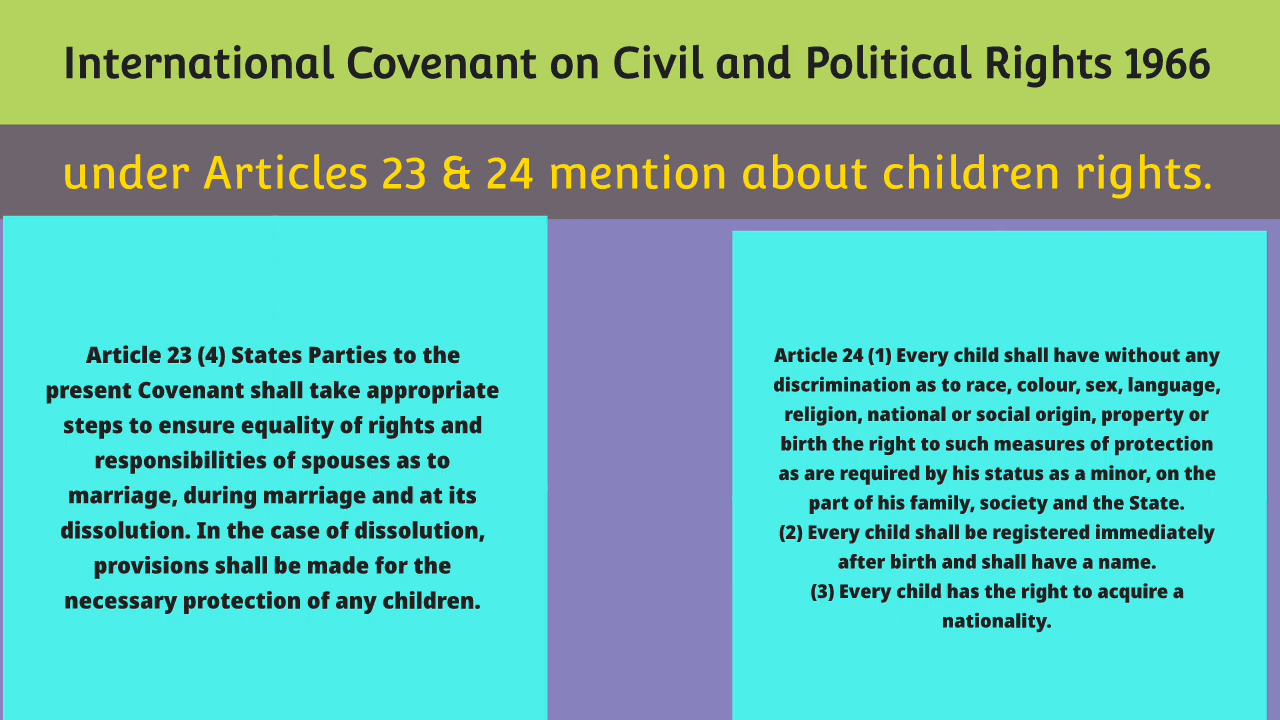 International Covenant on Civil and Political Rights 1966
under Articles 23 & 24 mention about children rights.
Article 23 (4) States Parties to the
present Covenant shall take appropriate
steps to ensure equality of rights and
responsibilities of spouses as to
marriage, during marriage and at its
dissolution. In the case of dissolution,
provisions shall be made for the
necessary protection of any children.
Article 24 (1) Every child shall have without any
discrimination as to race, colour, sex, language,
religion, national or social origin, property or
birth the right to such measures of protection
as are required by his status as a minor, on the
part of his family, society and the State.
(2) Every child shall be registered immediately
after birth and shall have a name.
(3) Every child has the right to acquire a
nationality.